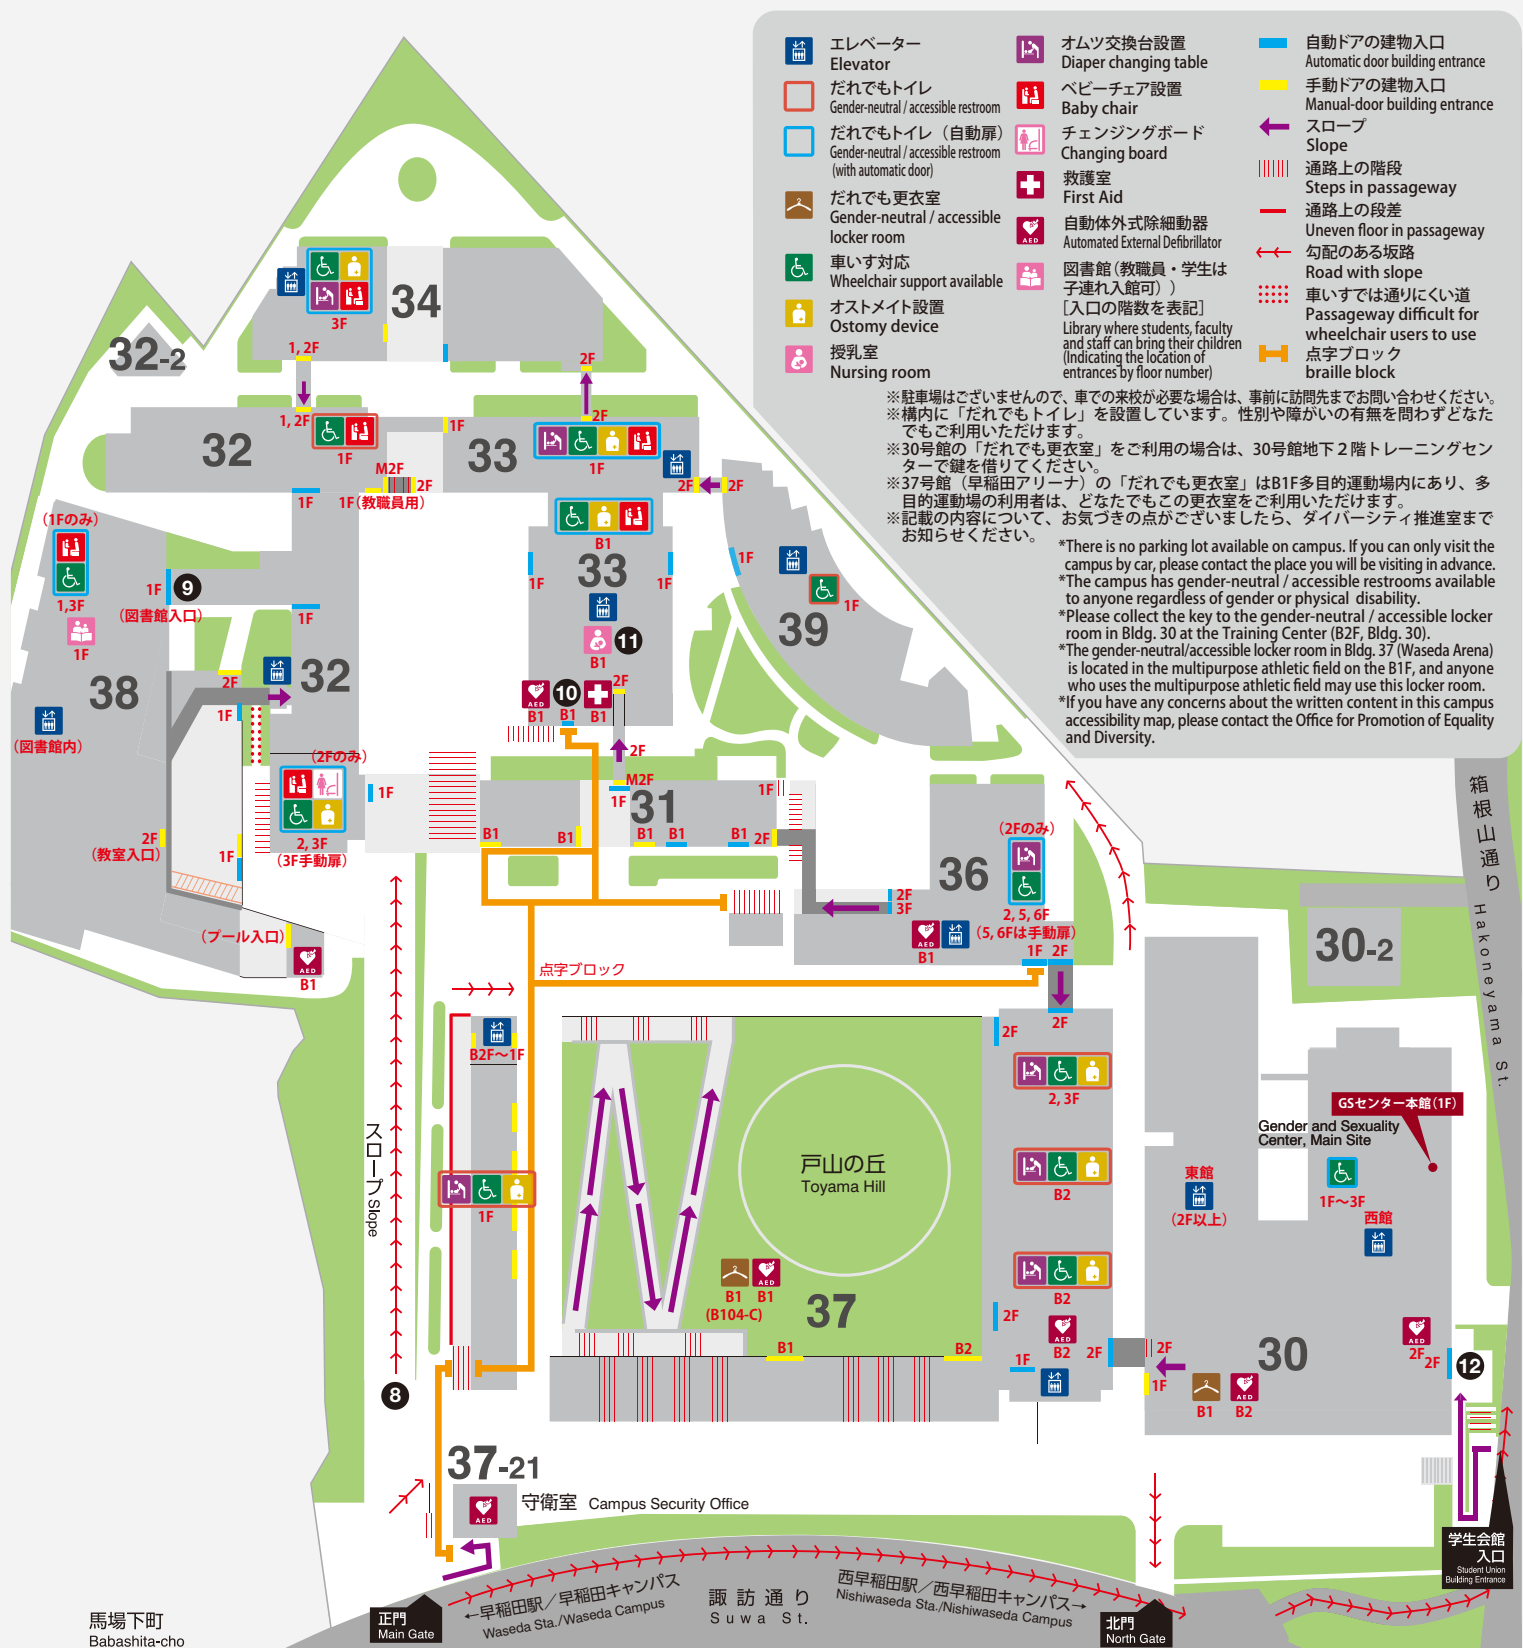 エレベーター
Elevator
だれでもトイレ
Gender-neutral / accessible restroom
だれでもトイレ（自動扉）
Gender-neutral / accessible restroom
(with automatic door)
だれでも更衣室
Gender-neutral / accessible
locker room
車いす対応
Wheelchair support available
オストメイト設置
Ostomy device
授乳室
Nursing room
オムツ交換台設置
Diaper changing table
ベビーチェア設置
Baby chair
チェンジングボード
Changing board
救護室
First Aid
自動体外式除細動器
Automated External Defibrillator
AED
図書館（教職員・学生は
子連れ入館可））
［入口の階数を表記］
Library where students, faculty
and staff can bring their children
(Indicating the location of
entrances by floor number)
自動ドアの建物入口
Automatic door building entrance
手動ドアの建物入口
Manual-door building entrance
スロープ
Slope
通路上の階段
Steps in passageway
通路上の段差
Uneven floor in passageway
勾配のある坂路
Road with slope
車いすでは通りにくい道
Passageway difficult for
wheelchair users to use
点字ブロック
braille block
※駐車場はございませんので、車での来校が必要な場合は、事前に訪問先までお問い合わせください。
※構内に「だれでもトイレ」を設置しています。性別や障がいの有無を問わずどなた
でもご利用いただけます。
※30号館の「だれでも更衣室」をご利用の場合は、30号館地下２階トレーニングセン
ターで鍵を借りてください。
※37号館（早稲田アリーナ）の「だれでも更衣室」はB1F多目的運動場内にあり、多
目的運動場の利用者は、どなたでもこの更衣室をご利用いただけます。
※記載の内容について、お気づきの点がございましたら、ダイバーシティ推進室まで
お知らせください。
*There is no parking lot available on campus. If you can only visit the
campus by car, please contact the place you will be visiting in advance.
*The campus has gender-neutral / accessible restrooms available
to anyone regardless of gender or physical disability.
*Please collect the key to the gender-neutral / accessible locker
room in Bldg. 30 at the Training Center (B2F, Bldg. 30).
*The gender-neutral/accessible locker room in Bldg. 37 (Waseda Arena)
is located in the multipurpose athletic field on the B1F, and anyone
who uses the multipurpose athletic field may use this locker room.
*If you have any concerns about the written content in this campus
accessibility map, please contact the Office for Promotion of Equality
and Diversity.
34
3F
32-2
1, 2F
2F
1, 2F
2F
32
1F
1F
33
1F
M2F
2F
2F
2F
1F
1F（教職員用）
（1Fのみ）
1,3F
1F
9
（図書館入口）
1F
1F
38
（図書館内）
2F
32
1F
B1
1F
33
1F
11
B1
AED
B1
10
B1
B1
2F
1F
1F
39
（2Fのみ）
2, 3F
（3F手動扉）
1F
2F
（教室入口）
1F
（プール入口）
AED
B1
2F
M2F
1F
31
1F
B1
B1
B1
B1
B1
2F
（2Fのみ）
36
2, 5, 6F
（5, 6Fは手動扉）
2F
3F
AED
B1
1F
2F
2F
点字ブロック
B2F～1F
1F
スロープ
Slope
8
戸山の丘
Toyama Hill
B1
(B104-C)
AED
B1
37
B1
B2
2F
2, 3F
B2
B2
2F
AED
B2
1F
2F
2F
1F
30-2
箱根山通り
Hakoneyama St.
GSセンター本館（1F）
Gender and Sexuality
Center, Main Site
1F～3F
東館
（2F以上）
西館
30
B1
AED
B2
AED
2F
2F
12
37-21
AED
守衛室 Campus Security Office
学生会館
入口
Student Union
Building Entrance
正門
Main Gate
←早稲田駅／早稲田キャンパス
Waseda Sta./Waseda Campus
諏訪通り
Suwa St.
西早稲田駅／西早稲田キャンパス→
Nishiwaseda Sta./Nishiwaseda Campus
北門
North Gate
馬場下町
Babashita-cho